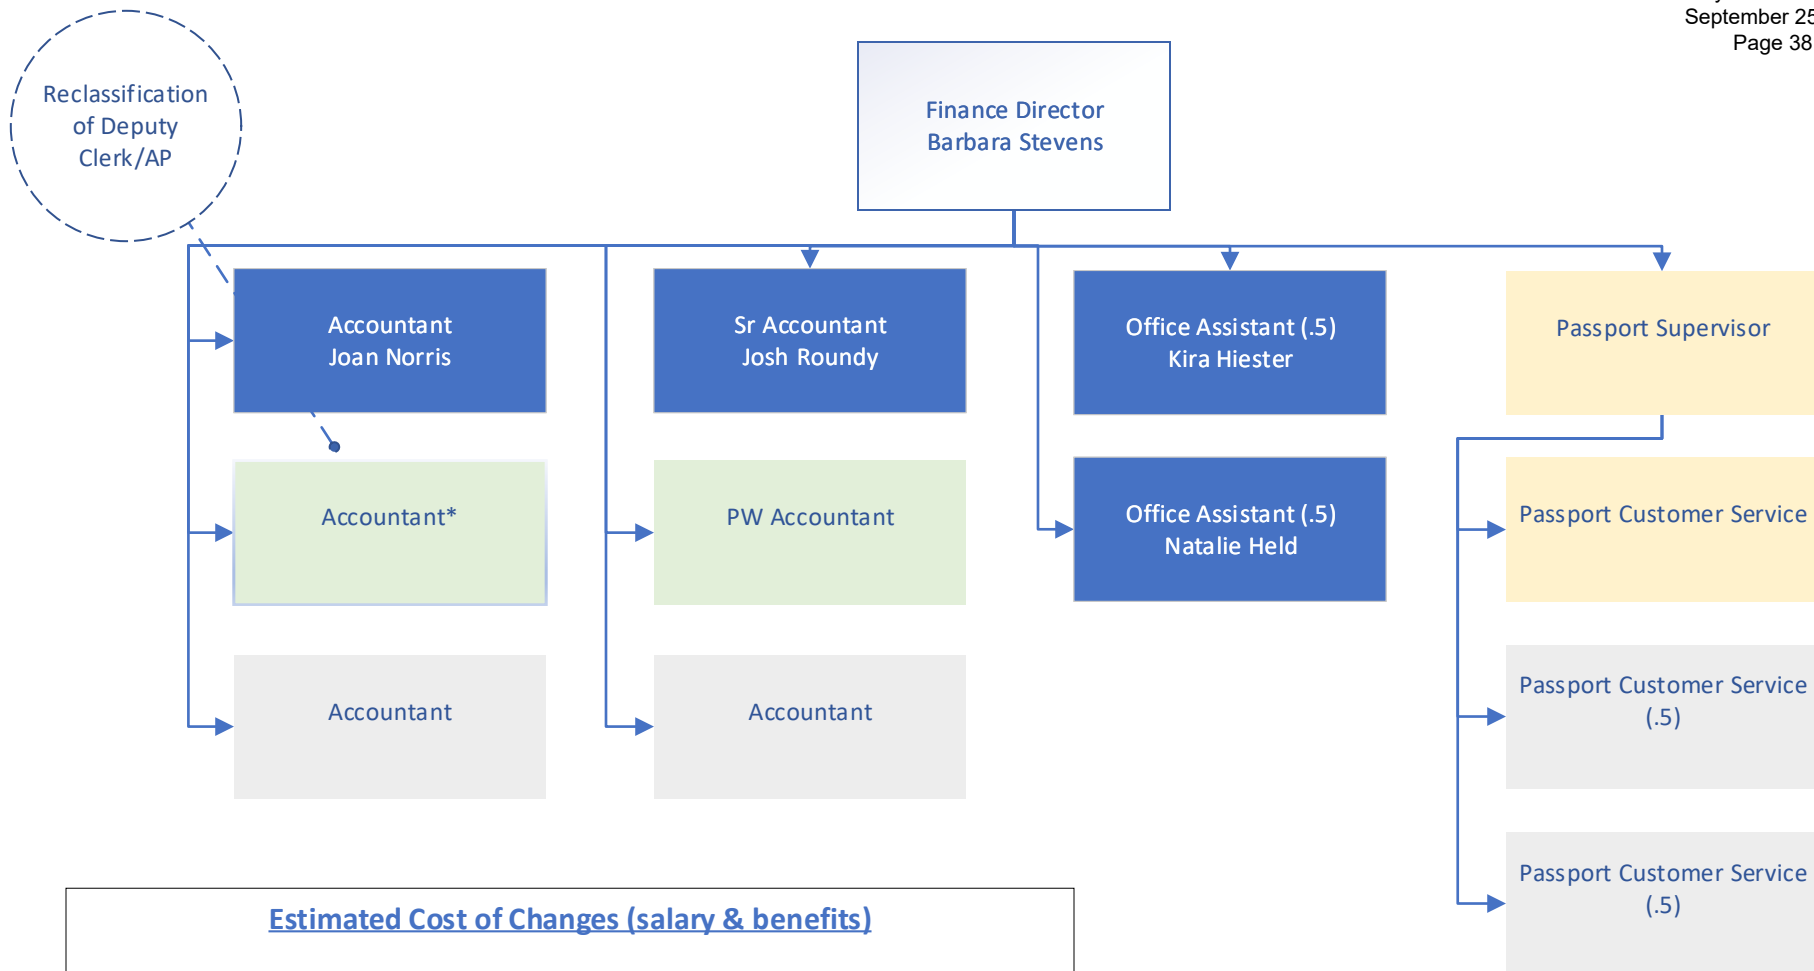 September 25
Page 38
Reclassification
of Deputy
Clerk/AP
Finance Director
Barbara Stevens
Accountant
Joan Norris
Sr Accountant
Josh Roundy
Office Assistant (.5)
Kira Hiester
Passport Supervisor
Accountant*
PW Accountant
Office Assistant (.5)
Natalie Held
Passport Customer Service
Accountant
Accountant
Passport Customer Service
(.5)
Passport Customer Service
(.5)
Estimated Cost of Changes (salary & benefits)